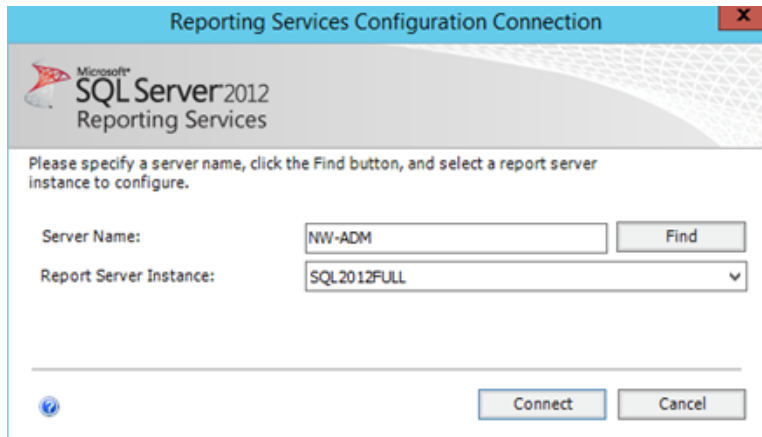 Reporting Services Configuration Connection
x
Microsoft®
SQL Server 2012
Reporting Services
Please specify a server name, click the Find button, and select a report server
instance to configure.
Server Name:
NW-ADM
Find
Report Server Instance:
SQL2012FULL
?
Connect
Cancel